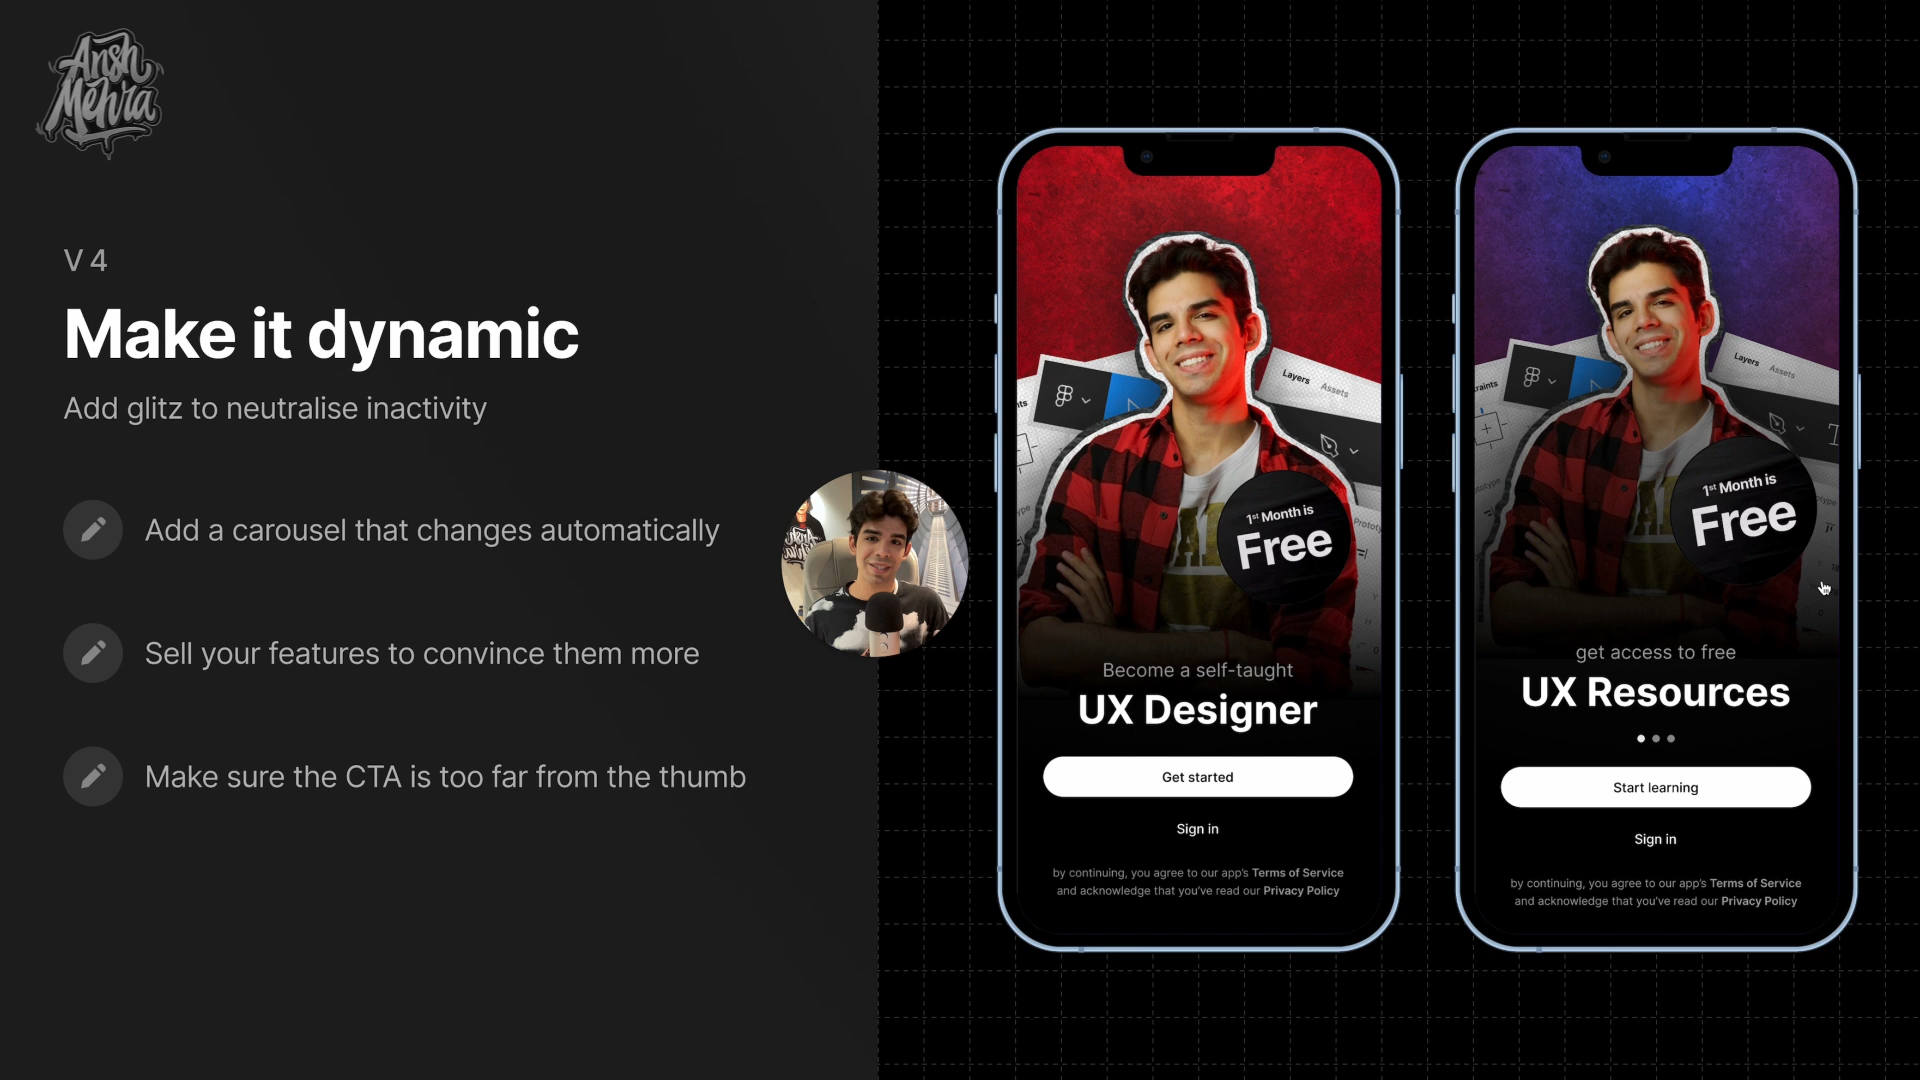 Ansh
Mehra
V 4
Make it dynamic
Add glitz to neutralise inactivity
Add a carousel that changes automatically
Sell your features to convince them more
Make sure the CTA is too far from the thumb
Layers Assets
1st Month is
Free
Become a self-taught
UX Designer
Get started
Sign in
by continuing, you agree to our app's Terms of Service
and acknowledge that you've read our Privacy Policy
Layers Assets
1st Month is
Free
get access to free
UX Resources
Start learning
Sign in
by continuing, you agree to our app's Terms of Service
and acknowledge that you've read our Privacy Policy